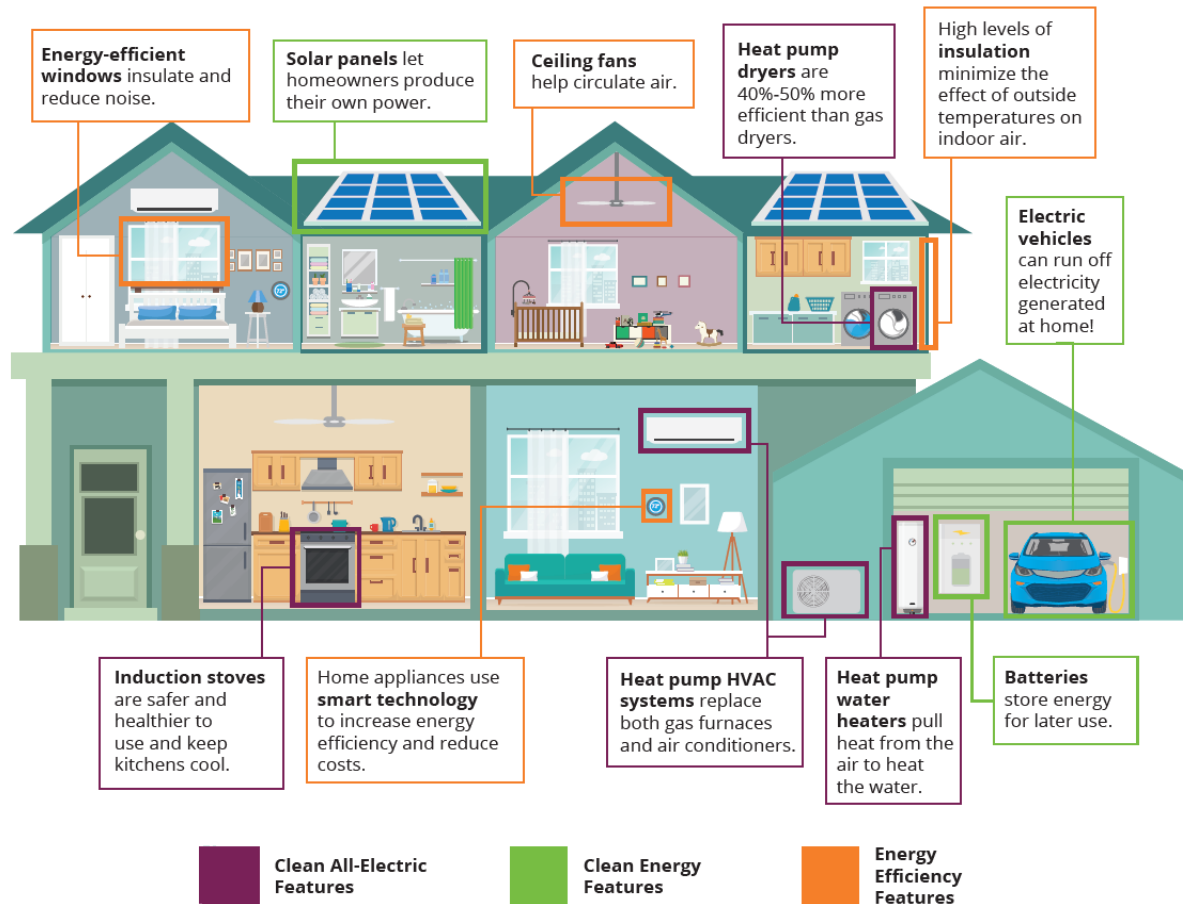 Energy-efficient
windows insulate and
reduce noise.
Solar panels let
homeowners produce
their own power.
Ceiling fans
help circulate air.
Heat pump
dryers are
40%-50% more
efficient than gas
dryers.
High levels of
insulation
minimize the
effect of outside
temperatures on
indoor air.
Electric
vehicles
can run off
electricity
generated
at home!
Induction stoves
are safer and
healthier to
use and keep
kitchens cool.
Home appliances use
smart technology
to increase energy
efficiency and reduce
costs.
Heat pump HVAC
systems replace
both gas furnaces
and air conditioners.
Heat pump
water
heaters pull
heat from the
air to heat
the water.
Batteries
store energy
for later use.
Clean All-Electric
Features
Clean Energy
Features
Energy
Efficiency
Features